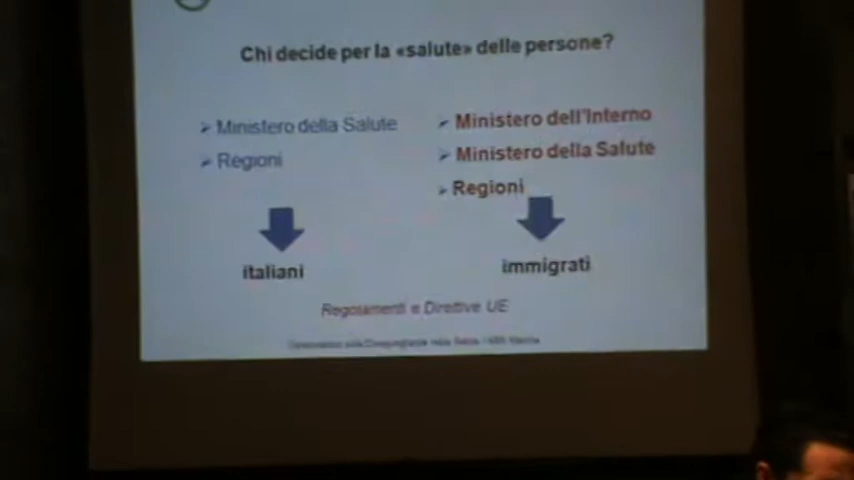 Chi decide per la «salute» delle persone?
➢ Ministero della Salute
➢ Regioni
italiani
➢ Ministero dell'Interno
➢ Ministero della Salute
➢ Regioni
immigrati
Regolamenti e Direttive UE